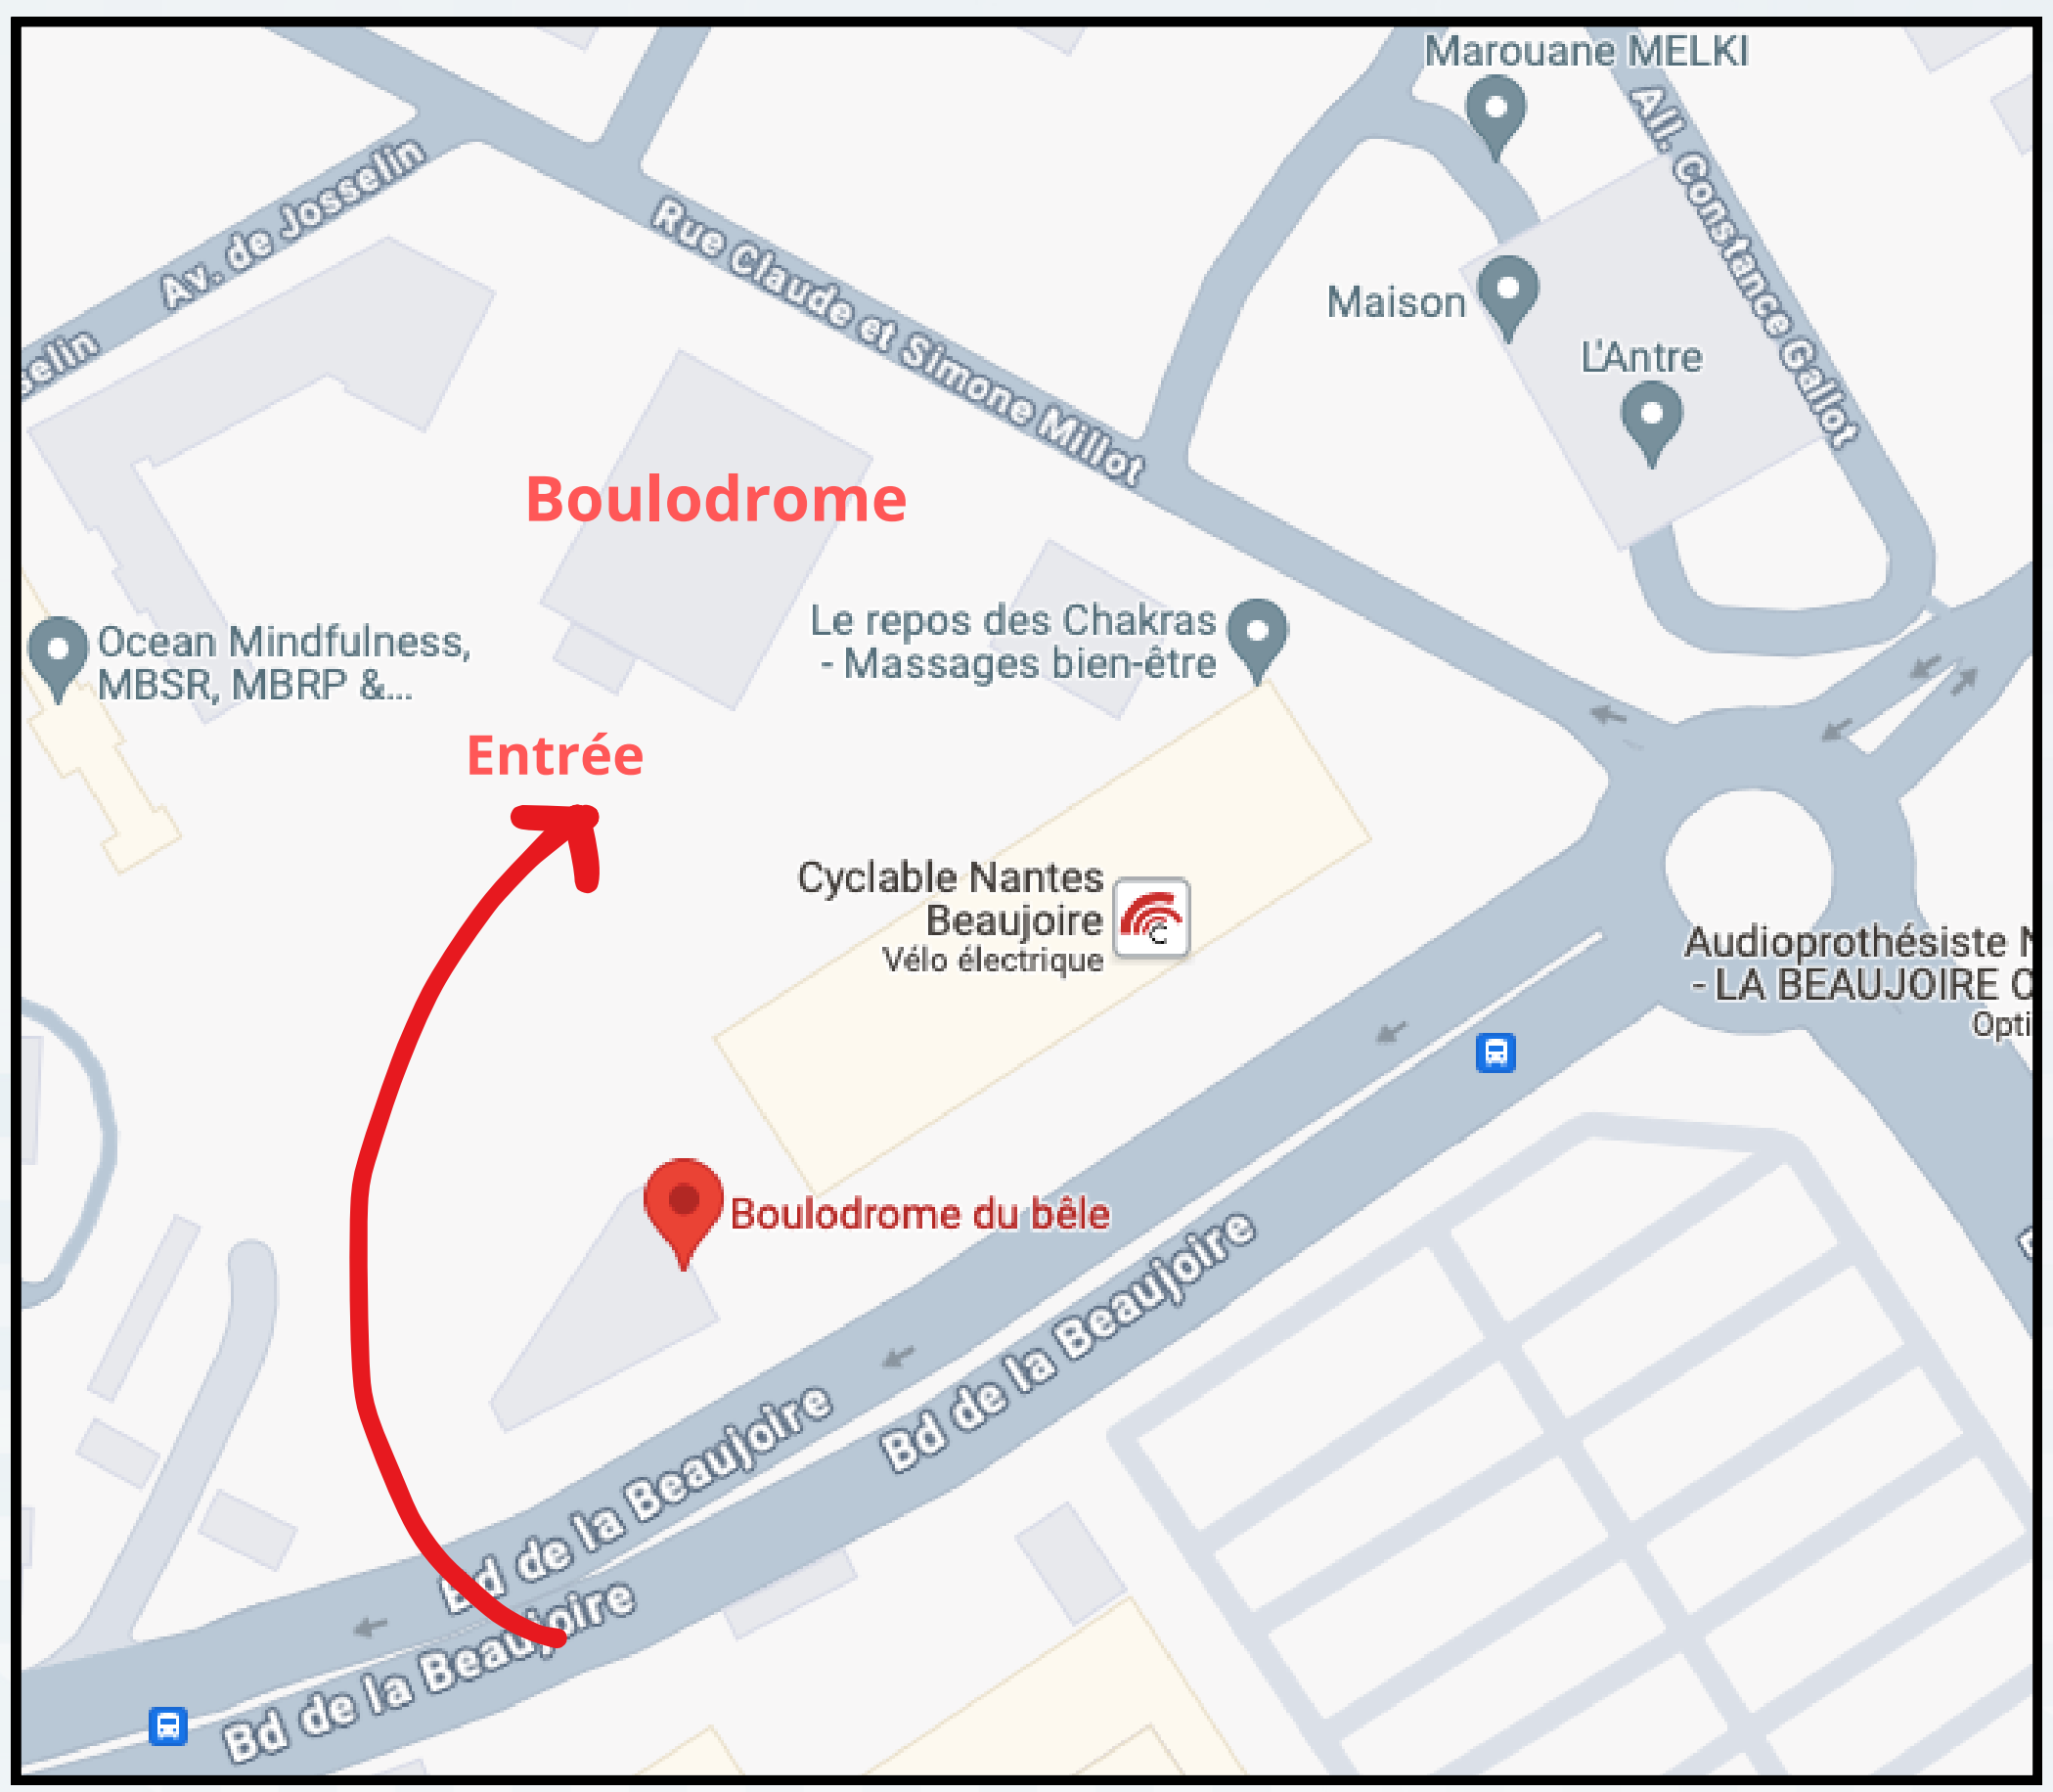 Marouane MELKI
All. Constance Gallot
Av. de Josselin
selin
Rue Claude et Simone Millot
Maison
L'Antre
Boulodrome
Le repos des Chakras
- Massages bien-être
Ocean Mindfulness,
MBSR, MBRP &...
Entrée
Cyclable Nantes
Beaujoire
Vélo électrique
C
Audioprothésiste N
- LA BEAUJOIRE O
Opti
Boulodrome du bêle
Bd de la Beaujoire
Bd de la Beaujoire
Bd de la Beaujoire